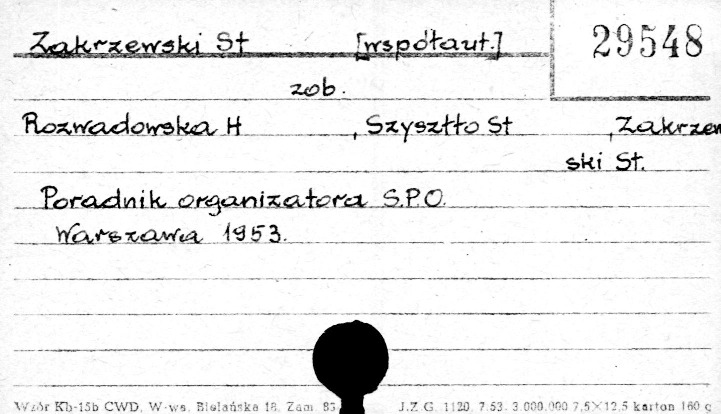 Zakrzewski St [współaut.] 29548
zob.
Rozwadowska H , Szyszłło St , Zakrzew
ski St.
Poradnik organizatora S.P.O.
Warszawa 1953.
Wzór Kb-15b CWD, W-wa, Bielańska 18, Zam. 83 J.Z.G. 1120, 7.53. 3.000.000 7,5×12,5 karton 160 g